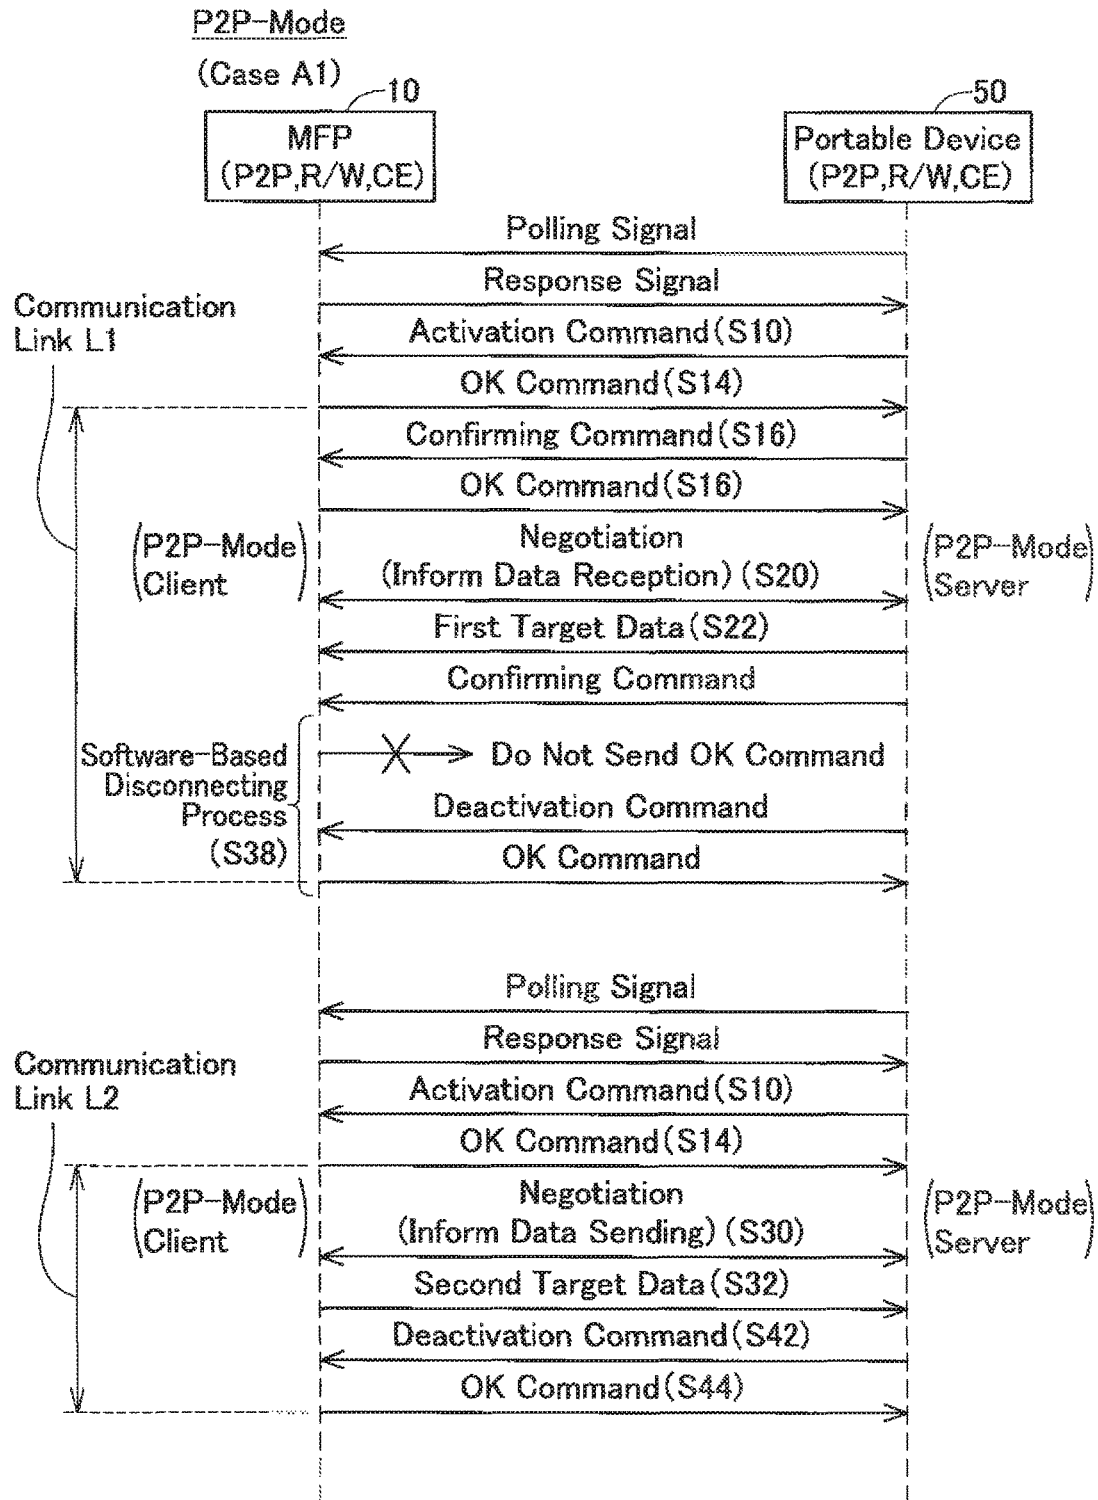 P2P-Mode
(Case A1)
10
50
MFP
(P2P,R/W,CE)
Portable Device
(P2P,R/W,CE)
Polling Signal
Response Signal
Communication
Link L1
Activation Command(S10)
OK Command(S14)
Confirming Command(S16)
OK Command(S16)
(P2P-Mode
Client)
Negotiation
(Inform Data Reception)(S20)
(P2P-Mode
Server)
First Target Data(S22)
Confirming Command
Software-Based
Disconnecting
Process
(S38)
Do Not Send OK Command
Deactivation Command
OK Command
Polling Signal
Response Signal
Communication
Link L2
Activation Command(S10)
OK Command(S14)
(P2P-Mode
Client)
Negotiation
(Inform Data Sending)(S30)
(P2P-Mode
Server)
Second Target Data(S32)
Deactivation Command(S42)
OK Command(S44)